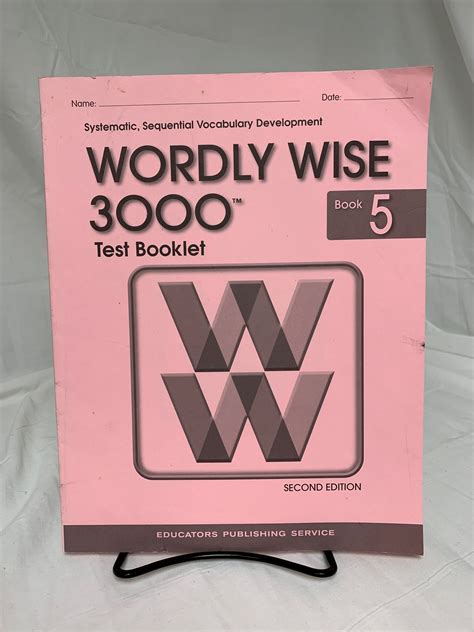 Name: Date:
Systematic, Sequential Vocabulary Development
WORDLY WISE
3000™
Book 5
Test Booklet
W
W
SECOND EDITION
EDUCATORS PUBLISHING SERVICE